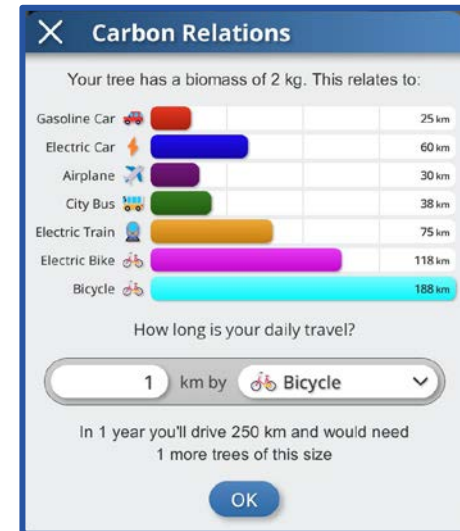 Carbon Relations
Your tree has a biomass of 2 kg. This relates to:
Gasoline Car 25 km
Electric Car 60 km
Airplane 30 km
City Bus 38 km
Electric Train 75 km
Electric Bike 118 km
Bicycle 188 km
How long is your daily travel?
1 km by Bicycle
In 1 year you'll drive 250 km and would need
1 more trees of this size
OK